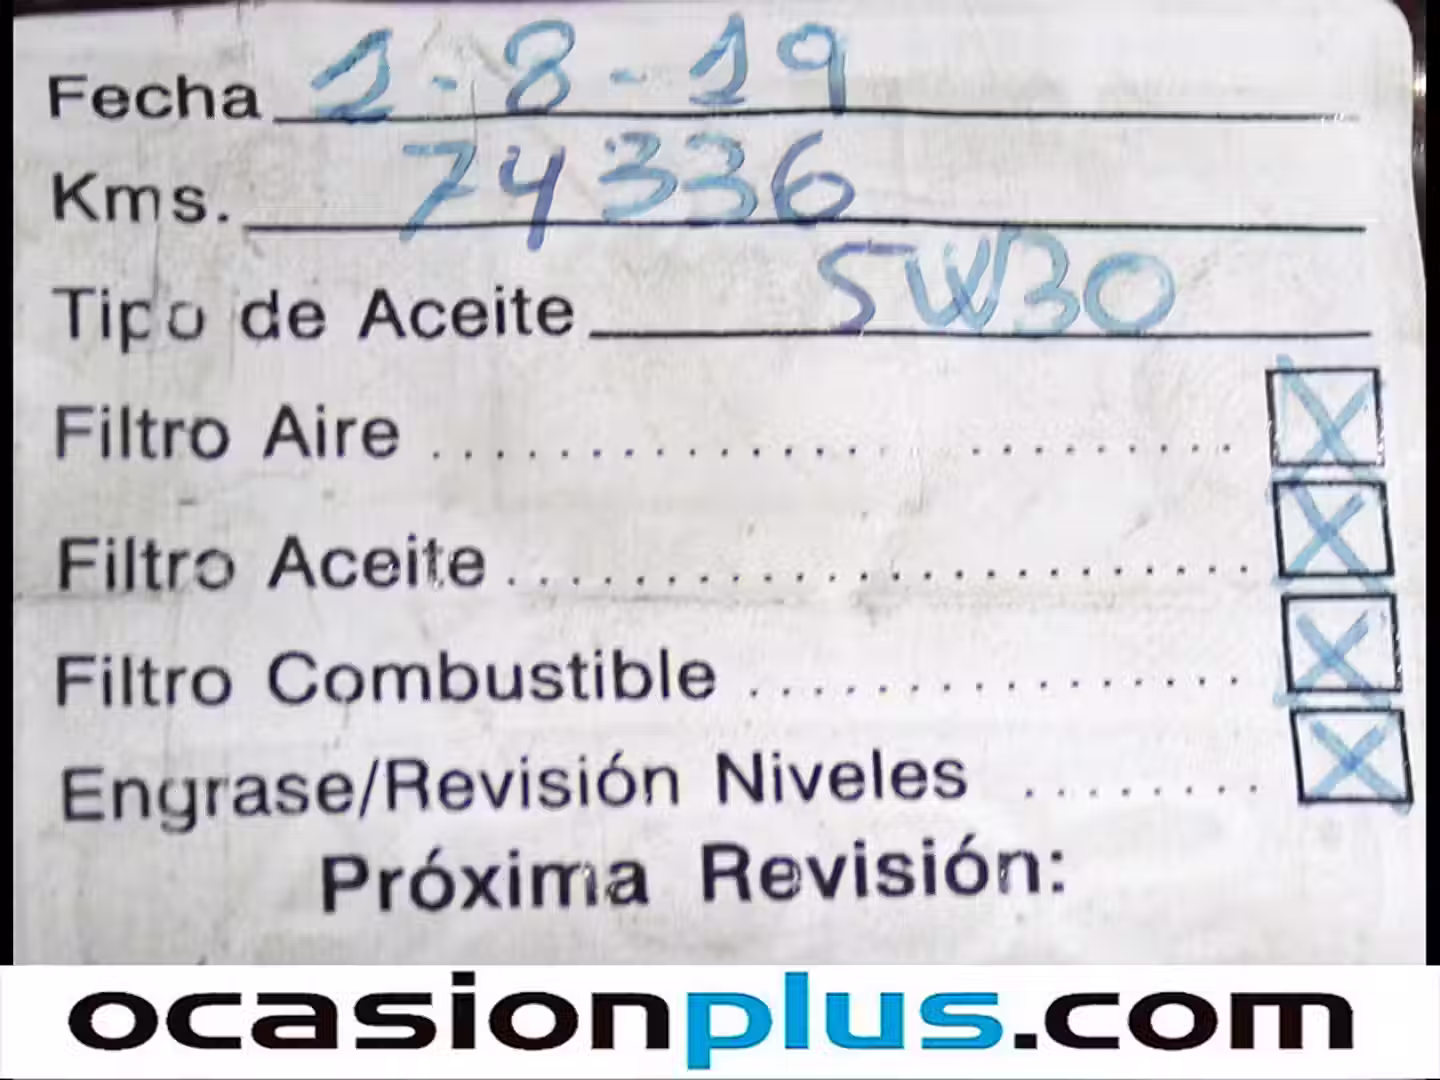 Fecha 1-8-19
Kms. 74336
Tipo de Aceite 5W30
Filtro Aire ........................ X
Filtro Aceite ........................ X
Filtro Combustible ................ X
Engrase/Revisión Niveles ........ X
Próxima Revisión:
ocasionplus.com